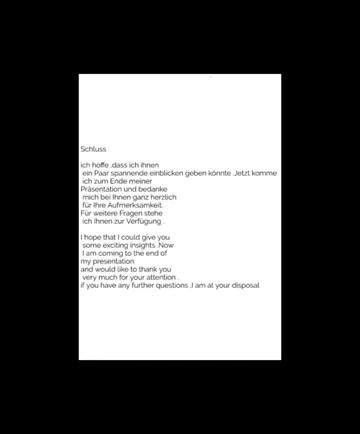 Schluss
ich hoffe ,dass ich ihnen
ein Paar spannende einblicken geben könnte .Jetzt komme
ich zum Ende meiner
Präsentation und bedanke
mich bei Ihnen ganz herzlich
für Ihre Aufmerksamkeit.
Für weitere Fragen stehe
ich Ihnen zur Verfügung .
I hope that I could give you
some exciting insights .Now
I am coming to the end of
my presentation
and would like to thank you
very much for your attention .
if you have any further questions ,I am at your disposal